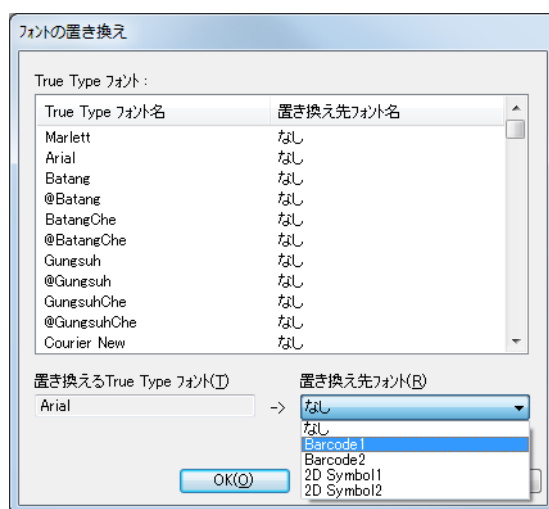 フォントの置き換え
True Type フォント :
True Type フォント名 置き換え先フォント名
Marlett なし
Arial なし
Batang なし
@Batang なし
BatangChe なし
@BatangChe なし
Gungsuh なし
@Gungsuh なし
GungsuhChe なし
@GungsuhChe なし
Courier New なし
置き換えるTrue Type フォント(T) 置き換え先フォント(R)
Arial -> なし
なし
Barcode1
Barcode2
2D Symbol1
2D Symbol2
OK(O)